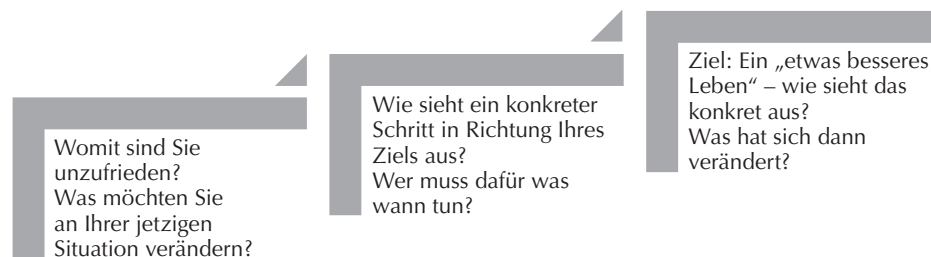 Womit sind Sie
unzufrieden?
Was möchten Sie
an Ihrer jetzigen
Situation verändern?
Wie sieht ein konkreter
Schritt in Richtung Ihres
Ziels aus?
Wer muss dafür was
wann tun?
Ziel: Ein „etwas besseres
Leben“ – wie sieht das
konkret aus?
Was hat sich dann
verändert?